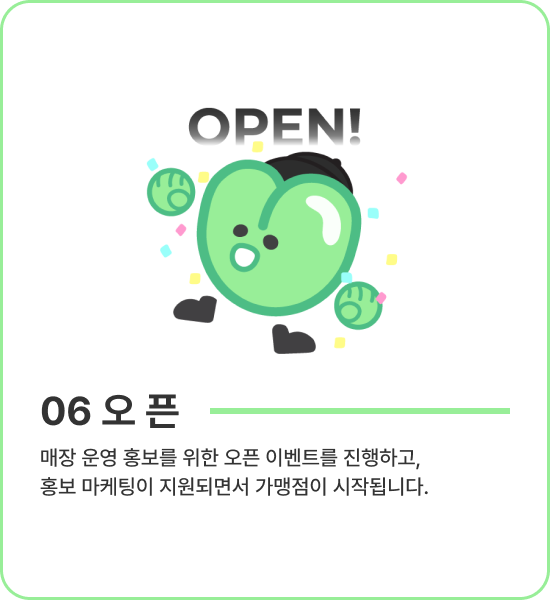 OPEN!
06 오 픈
매장 운영 홍보를 위한 오픈 이벤트를 진행하고,
홍보 마케팅이 지원되면서 가맹점이 시작됩니다.